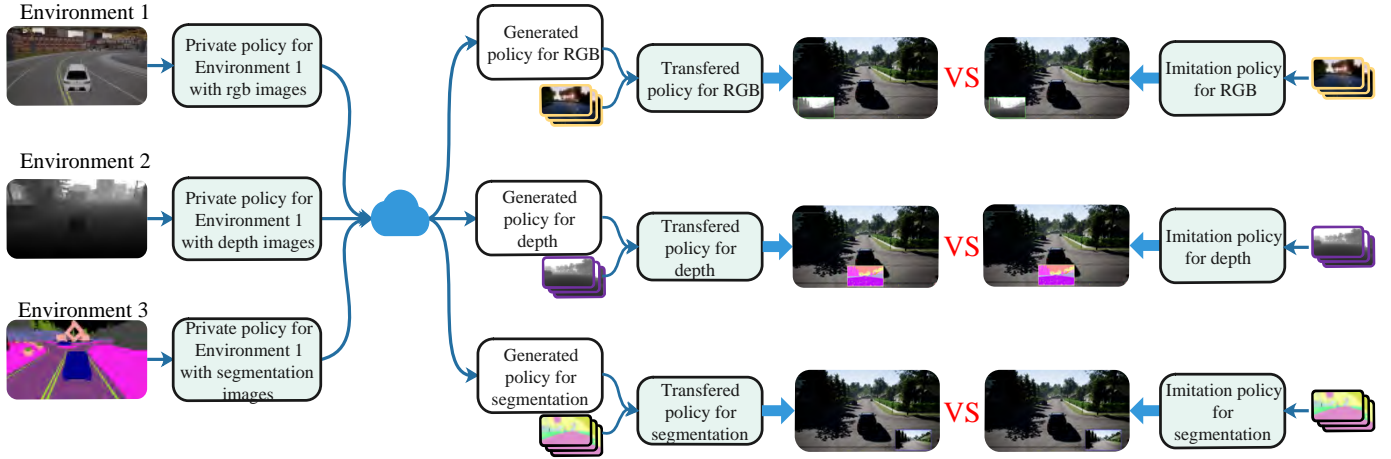 Environment 1
Private policy for
Environment 1
with rgb images
Generated
policy for RGB
Transfered
policy for RGB
VS
Imitation policy
for RGB
Environment 2
Private policy for
Environment 1
with depth images
Generated
policy for
depth
Transfered
policy for
depth
VS
Imitation policy
for depth
Environment 3
Private policy for
Environment 1
with segmentation
images
Generated
policy for
segmentation
Transfered
policy for
segmentation
VS
Imitation policy
for
segmentation